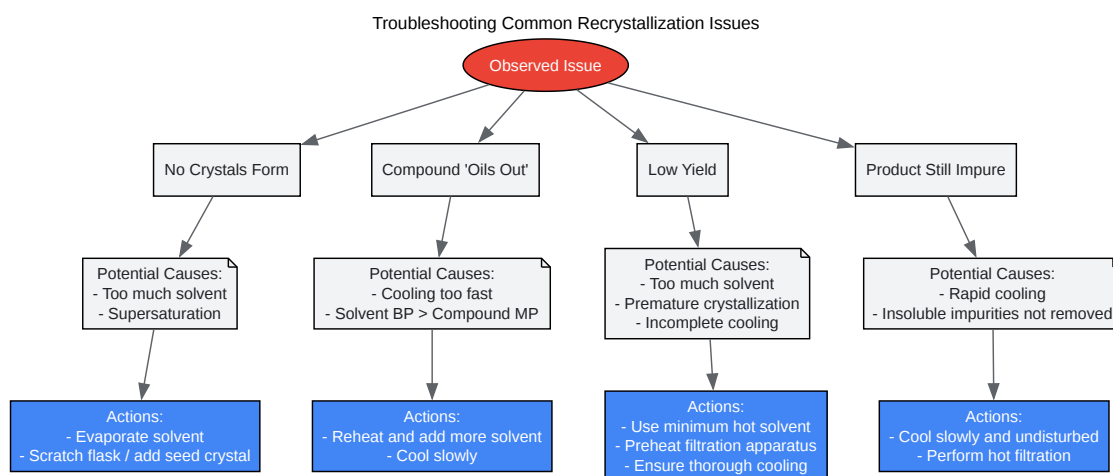 Troubleshooting Common Recrystallization Issues
Observed Issue
No Crystals Form
Compound 'Oils Out'
Low Yield
Product Still Impure
Potential Causes:
- Too much solvent
- Supersaturation
Potential Causes:
- Cooling too fast
- Solvent BP > Compound MP
Potential Causes:
- Too much solvent
- Premature crystallization
- Incomplete cooling
Potential Causes:
- Rapid cooling
- Insoluble impurities not removed
Actions:
- Evaporate solvent
- Scratch flask / add seed crystal
Actions:
- Reheat and add more solvent
- Cool slowly
Actions:
- Use minimum hot solvent
- Preheat filtration apparatus
- Ensure thorough cooling
Actions:
- Cool slowly and undisturbed
- Perform hot filtration